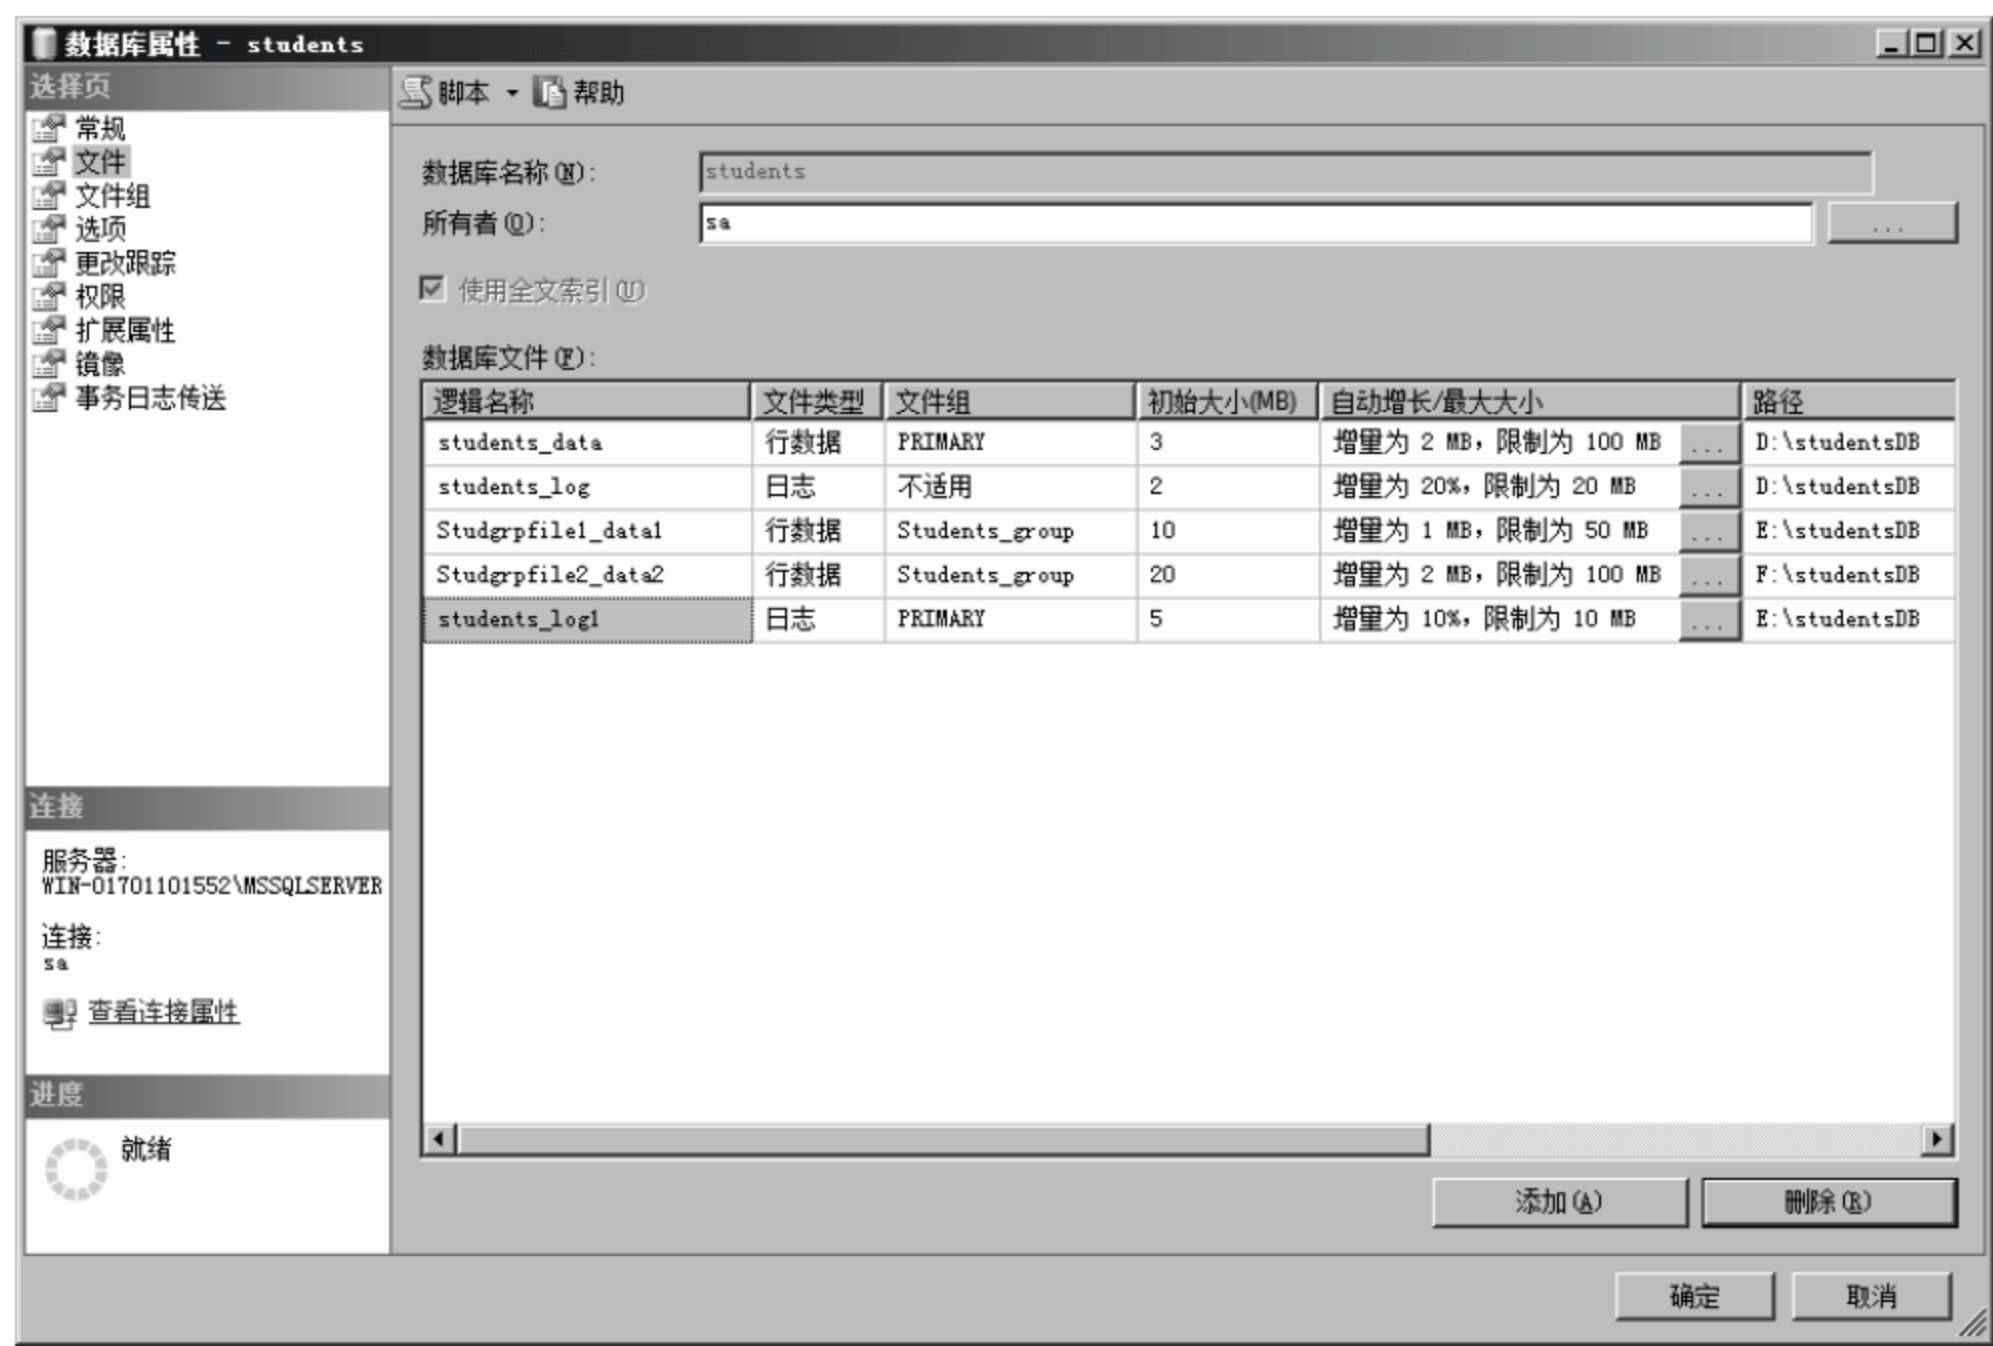 数据库属性 - students
选择页
常规
文件
文件组
选项
更改跟踪
权限
扩展属性
镜像
事务日志传送
连接
服务器:
WIN-01701101552\MSSQLSERVER
连接:
sa
查看连接属性
进度
就绪
脚本 帮助
数据库名称(N): students
所有者(O): sa ...
使用全文索引(U)
数据库文件(F):
逻辑名称 文件类型 文件组 初始大小(MB) 自动增长/最大大小 路径
students_data 行数据 PRIMARY 3 增量为 2 MB，限制为 100 MB ... D:\studentsDB
students_log 日志 不适用 2 增量为 20%，限制为 20 MB ... D:\studentsDB
Studgrpfile1_data1 行数据 Students_group 10 增量为 1 MB，限制为 50 MB ... E:\studentsDB
Studgrpfile2_data2 行数据 Students_group 20 增量为 2 MB，限制为 100 MB ... F:\studentsDB
students_log1 日志 PRIMARY 5 增量为 10%，限制为 10 MB ... E:\studentsDB
添加(A) 删除(R)
确定 取消